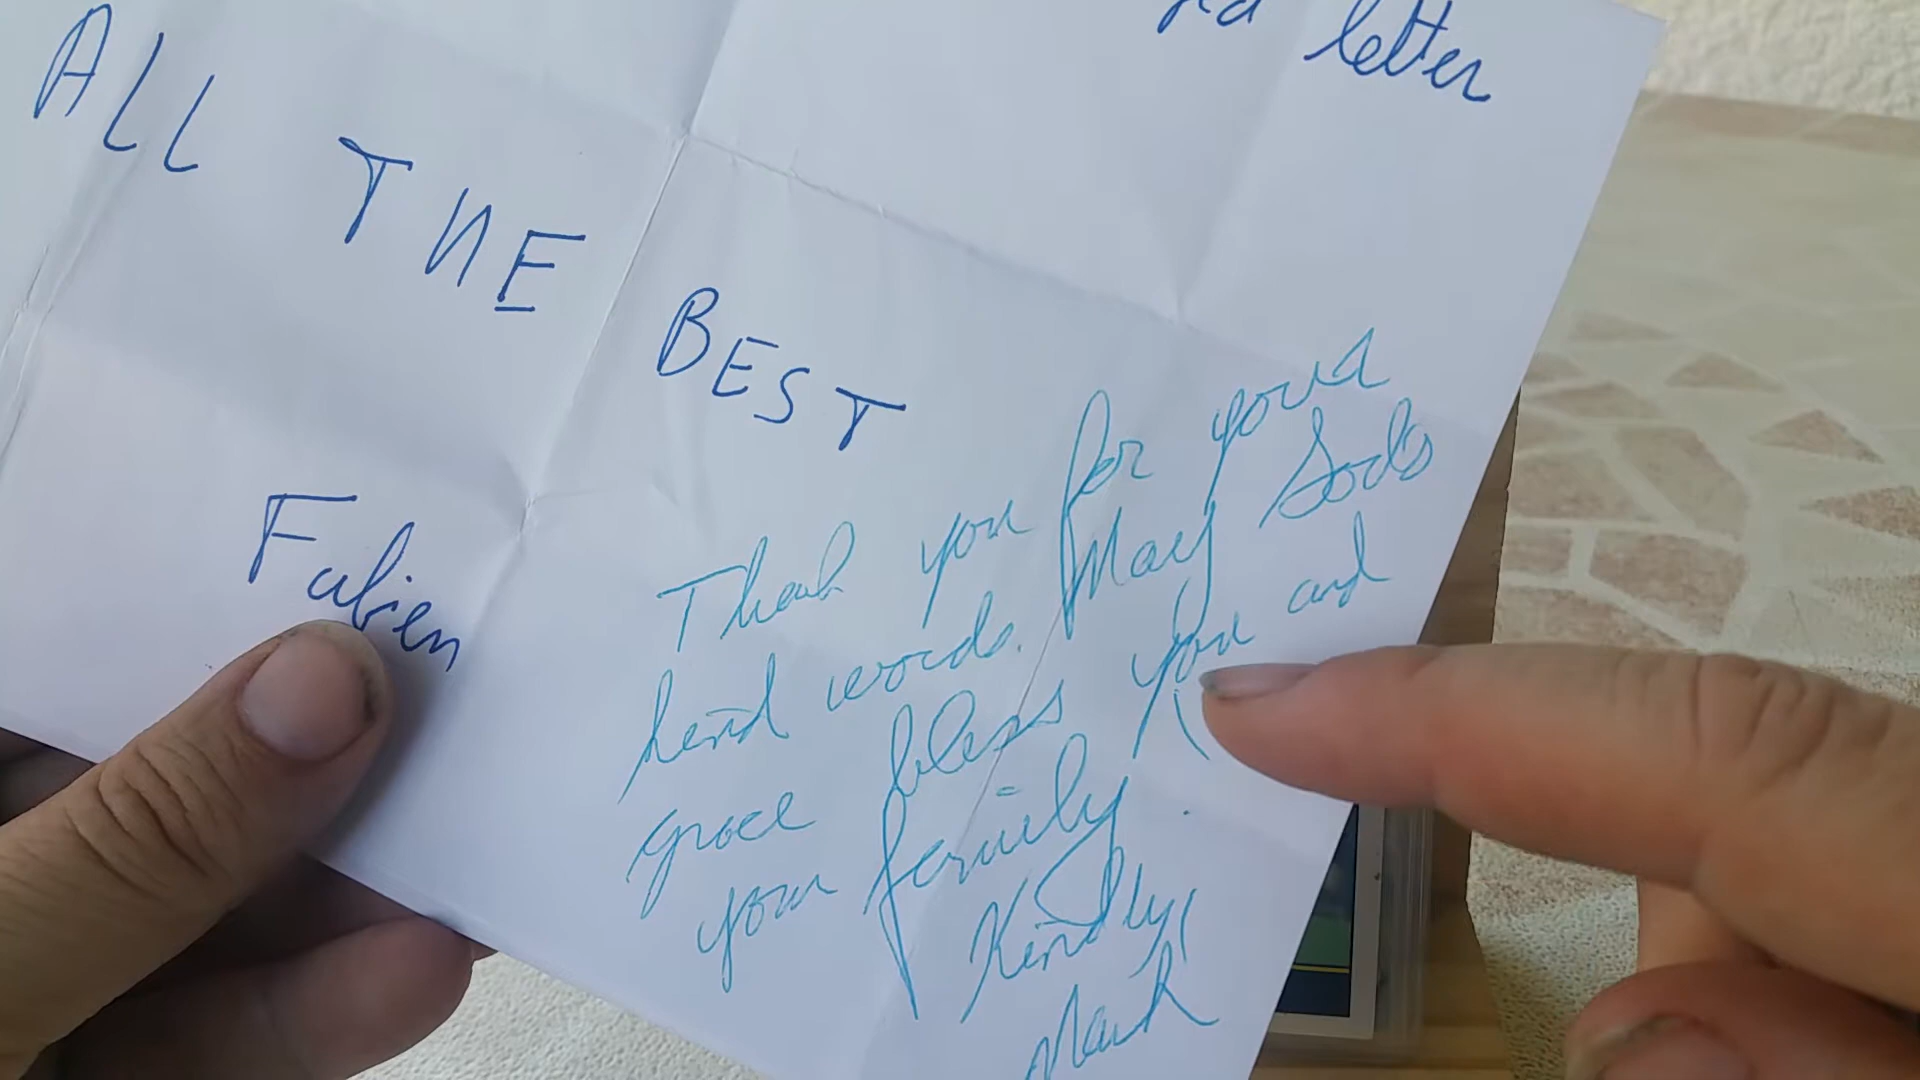 letter
ALL THE BEST
Fabien
Thank you for your
kind words. May God's
grace bless you and
your family.
Kindly,
Mark